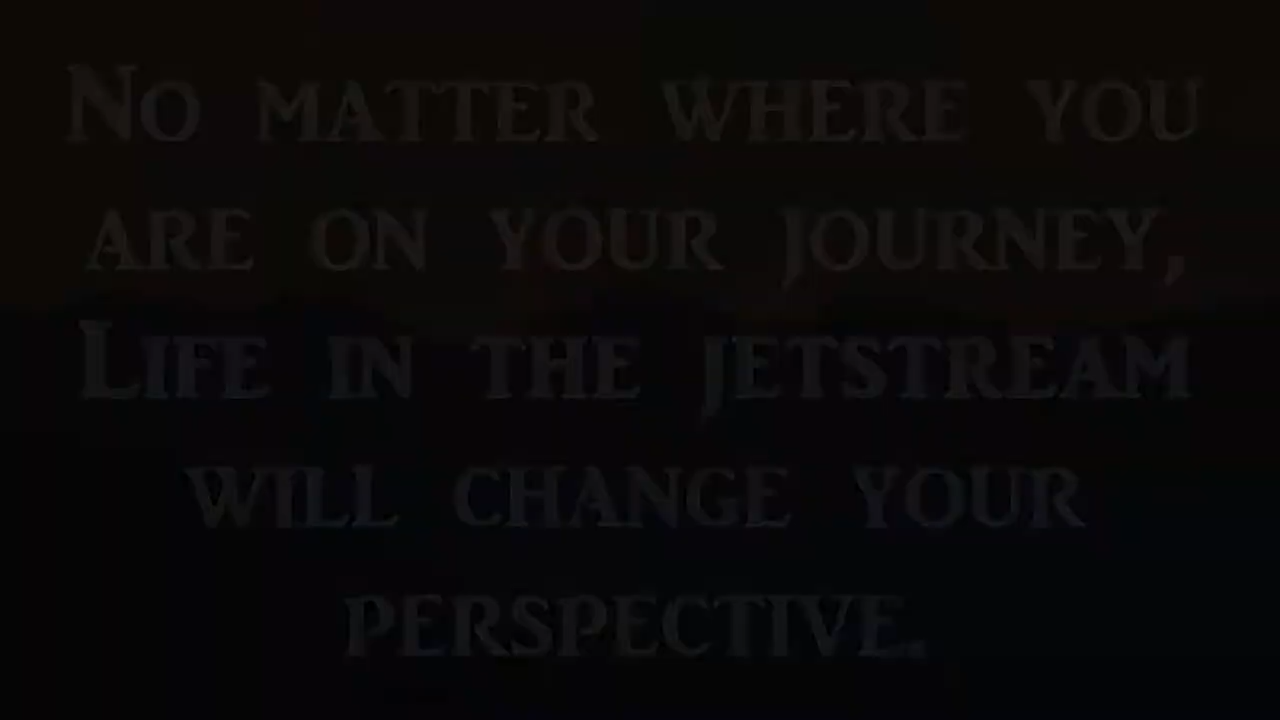 No matter where you
are on your journey,
Life in the jetstream
will change your
perspective.